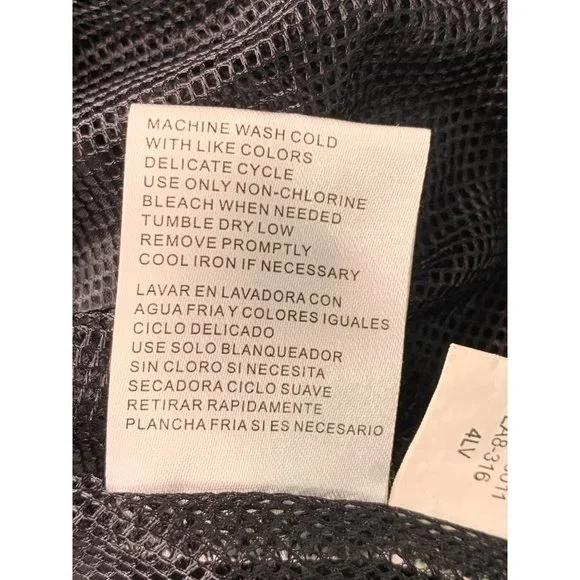 MACHINE WASH COLD
WITH LIKE COLORS
DELICATE CYCLE
USE ONLY NON-CHLORINE
BLEACH WHEN NEEDED
TUMBLE DRY LOW
REMOVE PROMPTLY
COOL IRON IF NECESSARY
LAVAR EN LAVADORA CON
AGUA FRIA Y COLORES IGUALES
CICLO DELICADO
USE SOLO BLANQUEADOR
SIN CLORO SI NECESITA
SECADORA CICLO SUAVE
RETIRAR RAPIDAMENTE
PLANCHA FRIA SI ES NECESARIO
4LV